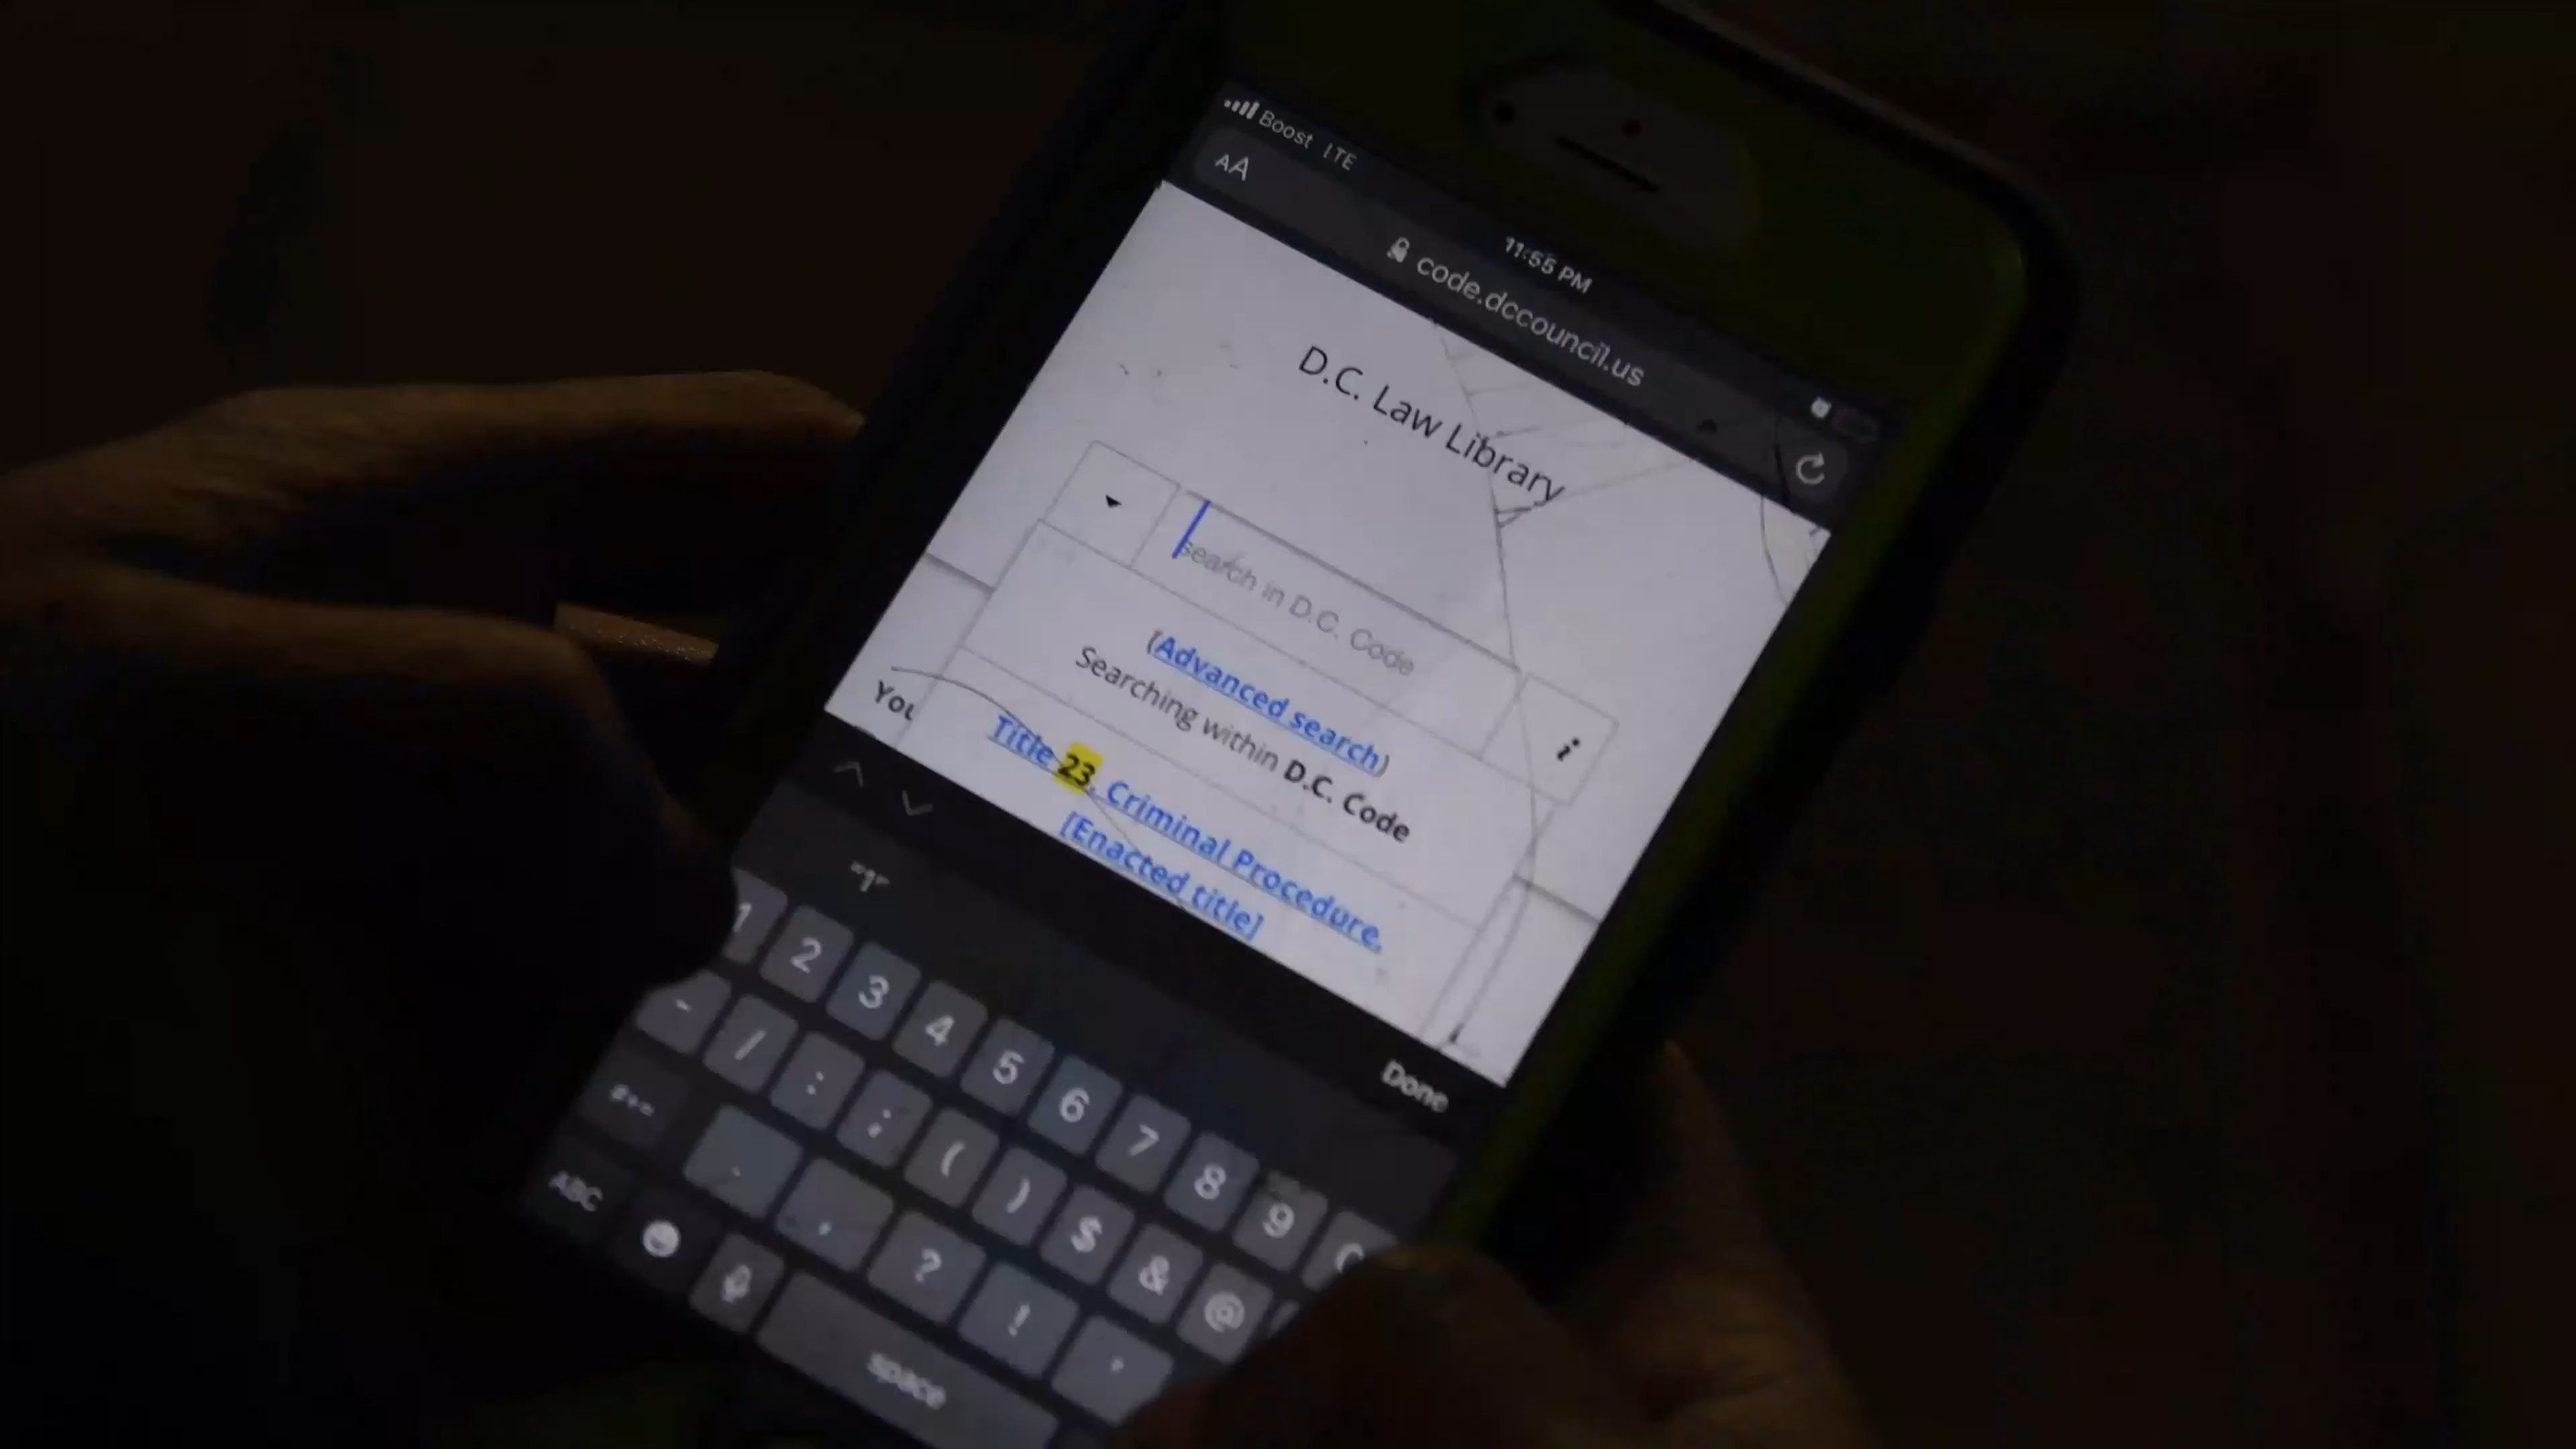 Boost LTE
11:55 PM
AA
code.dccouncil.us
D.C. Law Library
search in D.C. Code
i
(Advanced search)
Searching within D.C. Code
You
Title 23. Criminal Procedure.
[Enacted title]
Done
"1"
1 2 3 4 5 6 7 8 9
- / : ; ( ) $ & @
#+= . , ? ! '
ABC
space